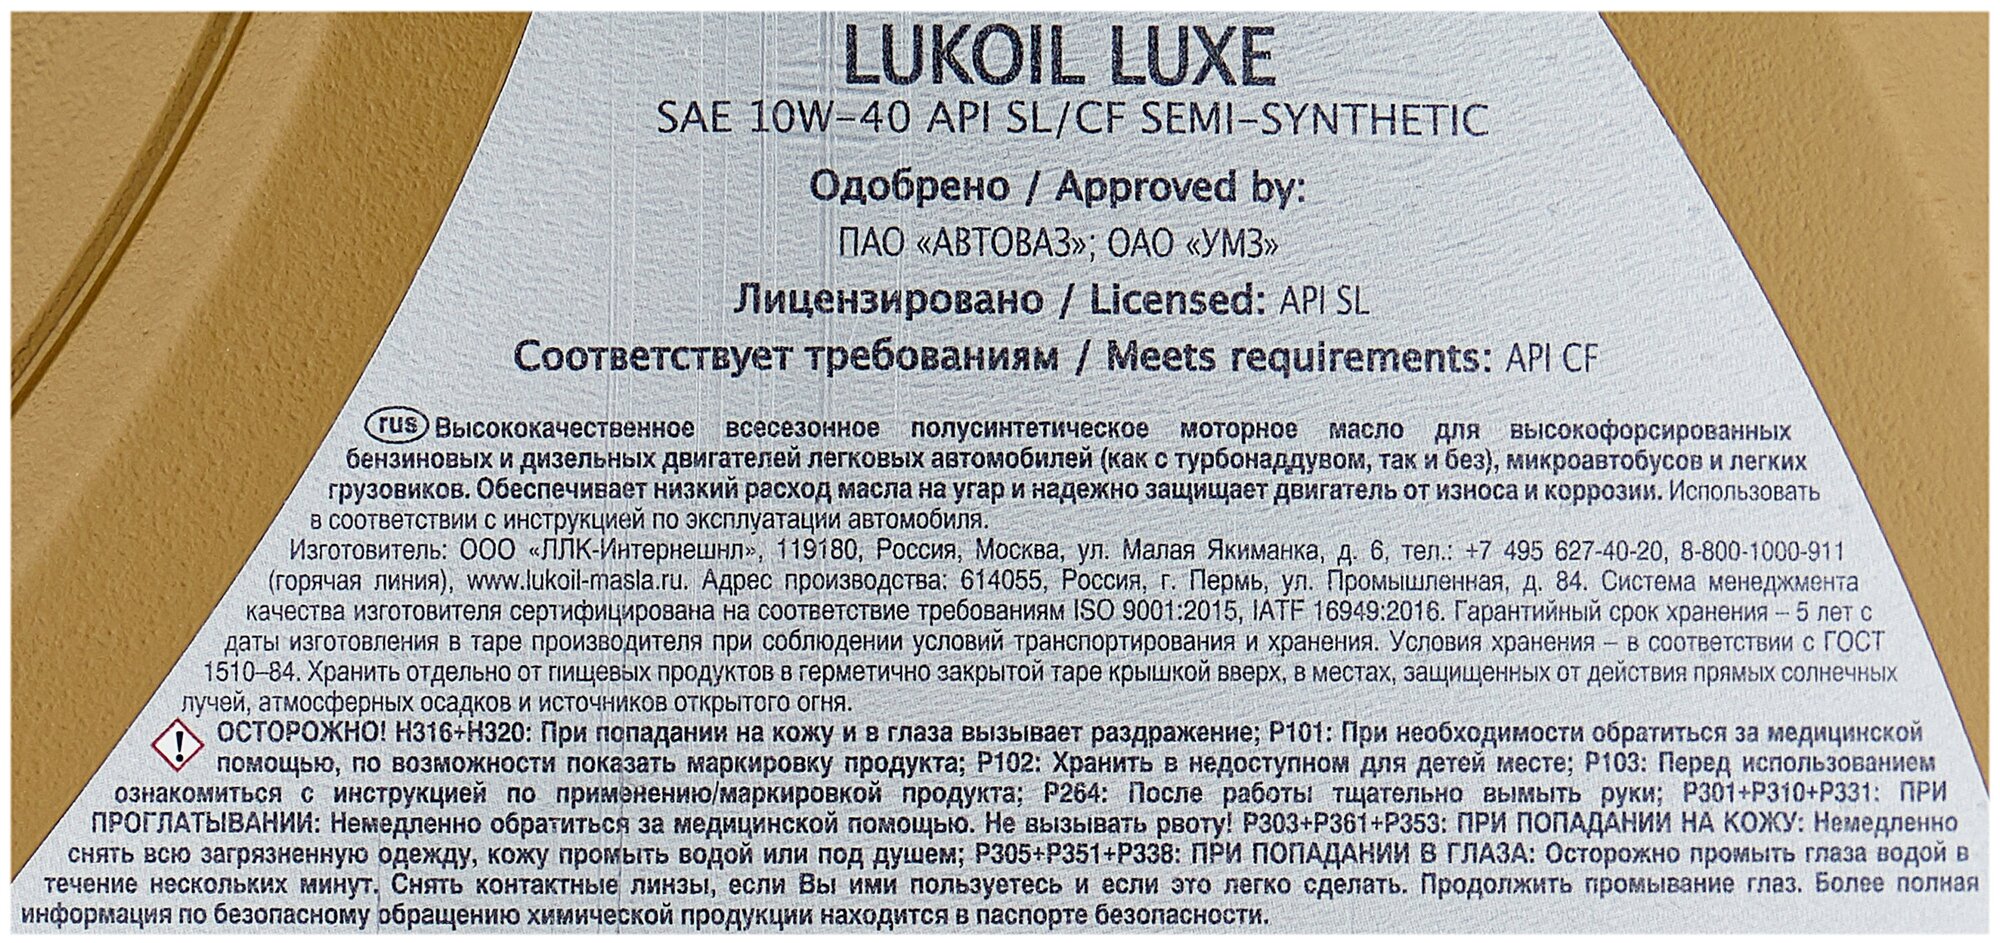 LUKOIL LUXE
SAE 10W-40 API SL/CF SEMI-SYNTHETIC
Одобрено / Approved by:
ПАО «АВТОВАЗ»; ОАО «УМЗ»
Лицензировано / Licensed: API SL
Соответствует требованиям / Meets requirements: API CF
rus Высококачественное всесезонное полусинтетическое моторное масло для высокофорсированных
бензиновых и дизельных двигателей легковых автомобилей (как с турбонаддувом, так и без), микроавтобусов и легких
грузовиков. Обеспечивает низкий расход масла на угар и надежно защищает двигатель от износа и коррозии. Использовать
в соответствии с инструкцией по эксплуатации автомобиля.
Изготовитель: ООО «ЛЛК-Интернешнл», 119180, Россия, Москва, ул. Малая Якиманка, д. 6, тел.: +7 495 627-40-20, 8-800-1000-911
(горячая линия), www.lukoil-masla.ru. Адрес производства: 614055, Россия, г. Пермь, ул. Промышленная, д. 84. Система менеджмента
качества изготовителя сертифицирована на соответствие требованиям ISO 9001:2015, IATF 16949:2016. Гарантийный срок хранения – 5 лет с
даты изготовления в таре производителя при соблюдении условий транспортирования и хранения. Условия хранения – в соответствии с ГОСТ
1510–84. Хранить отдельно от пищевых продуктов в герметично закрытой таре крышкой вверх, в местах, защищенных от действия прямых солнечных
лучей, атмосферных осадков и источников открытого огня.
ОСТОРОЖНО! H316+H320: При попадании на кожу и в глаза вызывает раздражение; P101: При необходимости обратиться за медицинской
помощью, по возможности показать маркировку продукта; P102: Хранить в недоступном для детей месте; P103: Перед использованием
ознакомиться с инструкцией по применению/маркировкой продукта; P264: После работы тщательно вымыть руки; P301+P310+P331: ПРИ
ПРОГЛАТЫВАНИИ: Немедленно обратиться за медицинской помощью. Не вызывать рвоту! P303+P361+P353: ПРИ ПОПАДАНИИ НА КОЖУ: Немедленно
снять всю загрязненную одежду, кожу промыть водой или под душем; P305+P351+P338: ПРИ ПОПАДАНИИ В ГЛАЗА: Осторожно промыть глаза водой в
течение нескольких минут. Снять контактные линзы, если Вы ими пользуетесь и если это легко сделать. Продолжить промывание глаз. Более полная
информация по безопасному обращению химической продукции находится в паспорте безопасности.